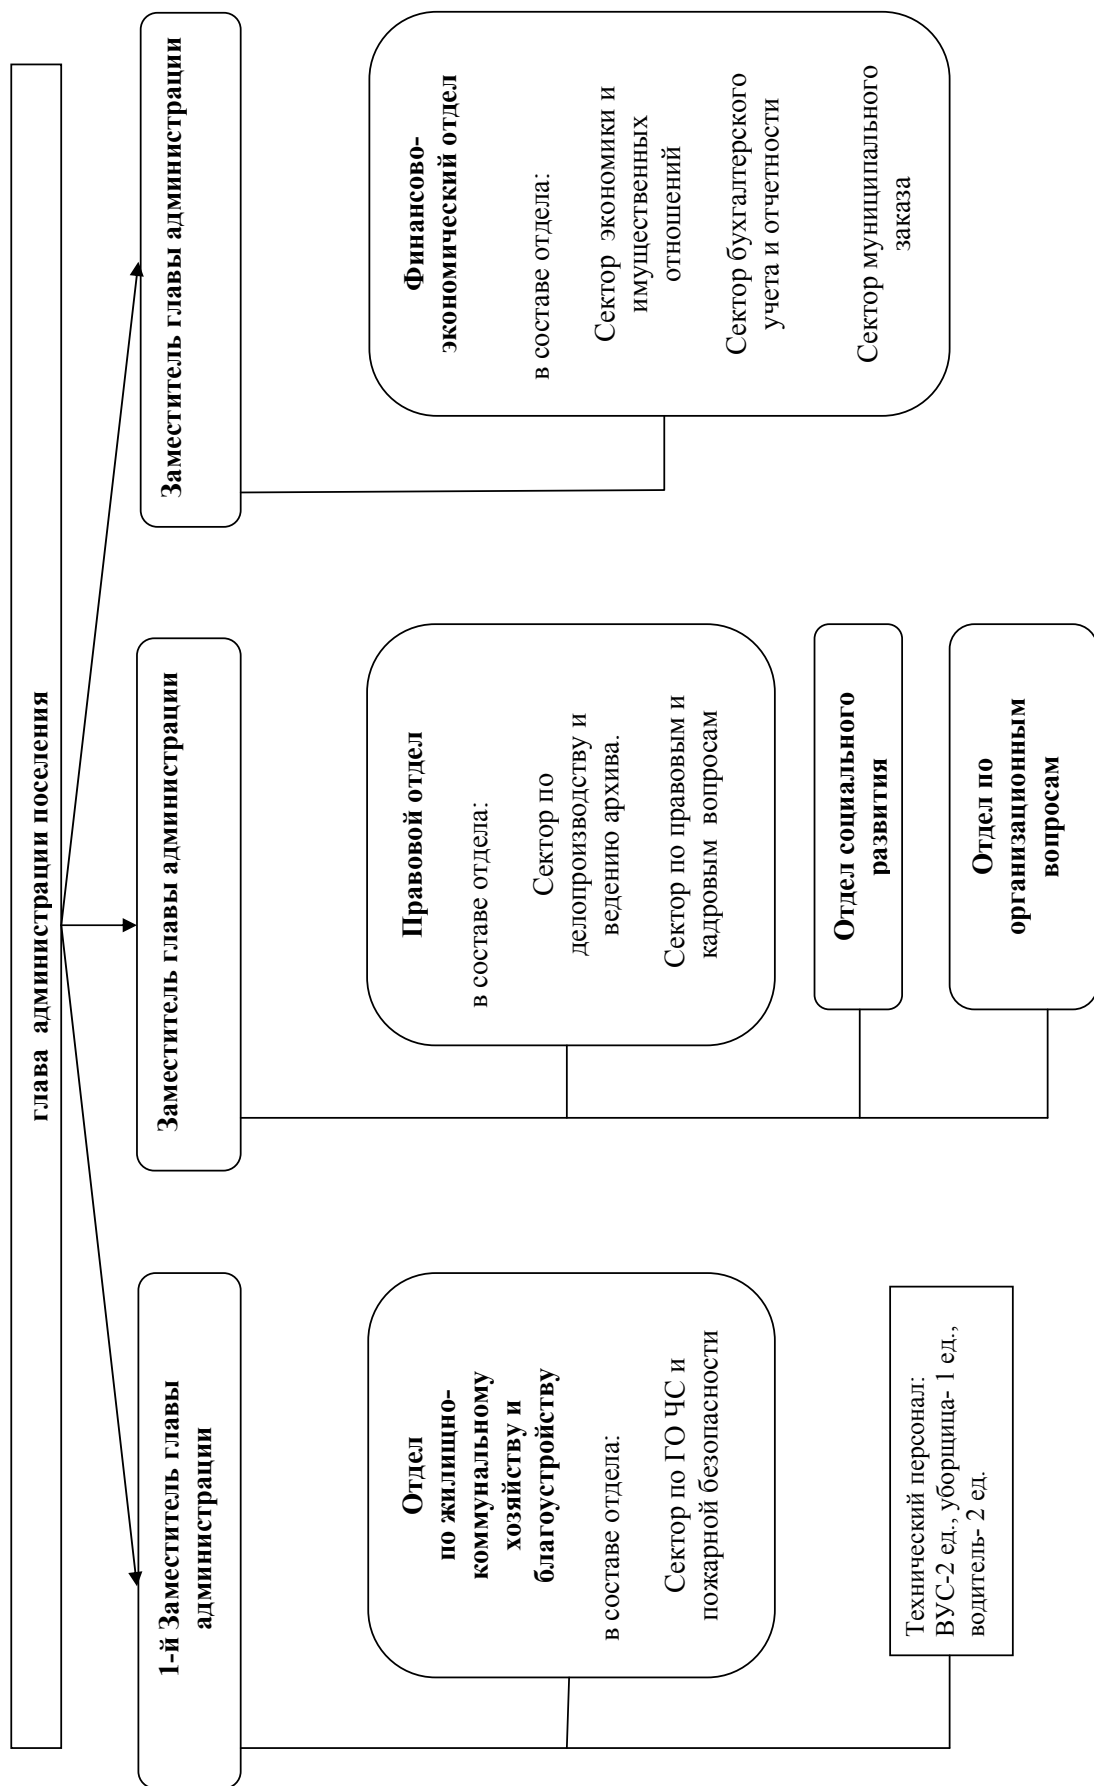 глава администрации поселения
1-й Заместитель главы
администрации
Заместитель главы администрации
Заместитель главы администрации
Отдел
по жилищно-
коммунальному
хозяйству и
благоустройству
в составе отдела:
Сектор по ГО ЧС и
пожарной безопасности
Технический персонал:
ВУС-2 ед., уборщица- 1 ед.,
водитель- 2 ед.
Правовой отдел
в составе отдела:
Сектор по
делопроизводству и
ведению архива.
Сектор по правовым и
кадровым вопросам
Отдел социального
развития
Отдел по
организационным
вопросам
Финансово-
экономический отдел
в составе отдела:
Сектор экономики и
имущественных
отношений
Сектор бухгалтерского
учета и отчетности
Сектор муниципального
заказа